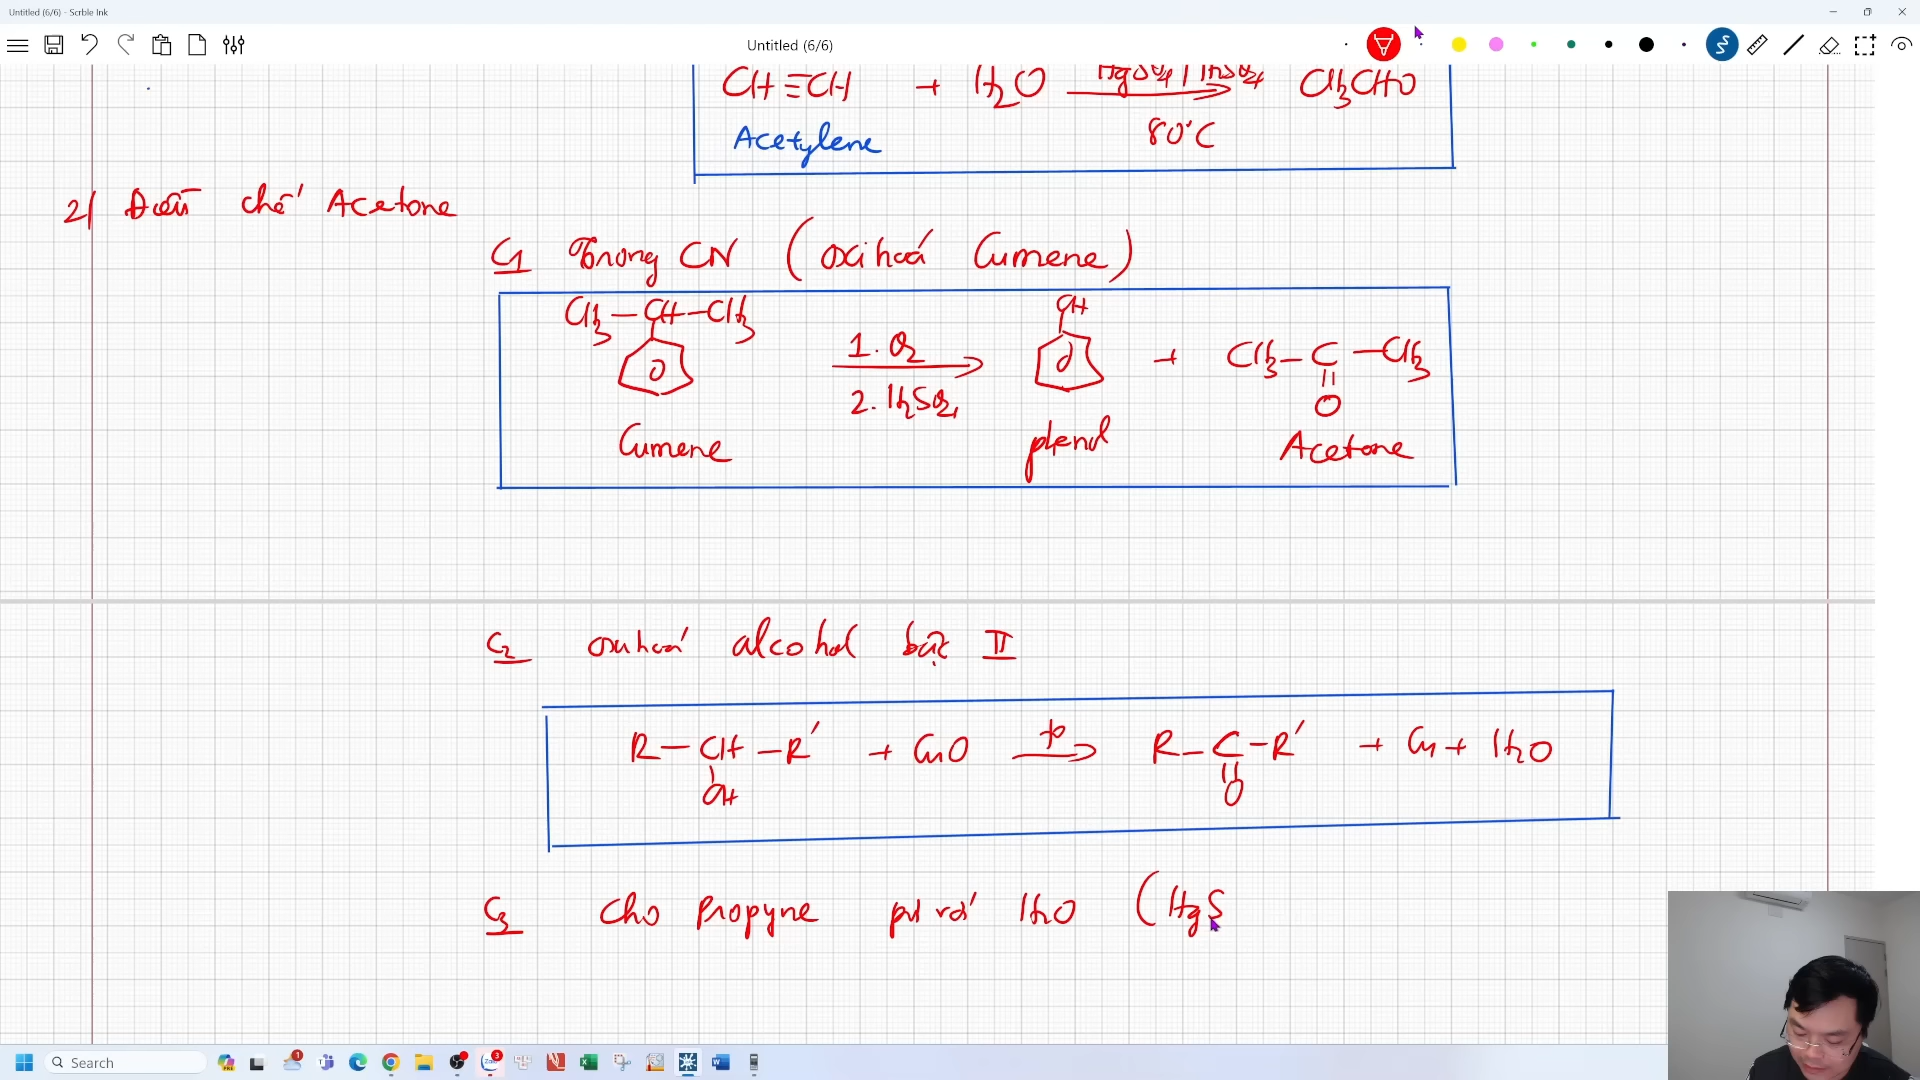 Untitled (6/6) - Scrble Ink
Untitled (6/6)
CH≡CH + H2O HgSO4 / H2SO4 CH3CHO
Acetylene 80°C
2/ Điều chế Acetone
C1 Trong CN (oxi hoá Cumene)
CH3-CH-CH3 OH
1. O2 + CH3-C-CH3
2. H2SO4 O
Cumene phenol Acetone
C2 oxi hoá alcohol bậc II
R-CH-R' + CuO t° R-C-R' + Cu + H2O
OH O
C3 Cho Propyne pư với H2O (HgS
Search